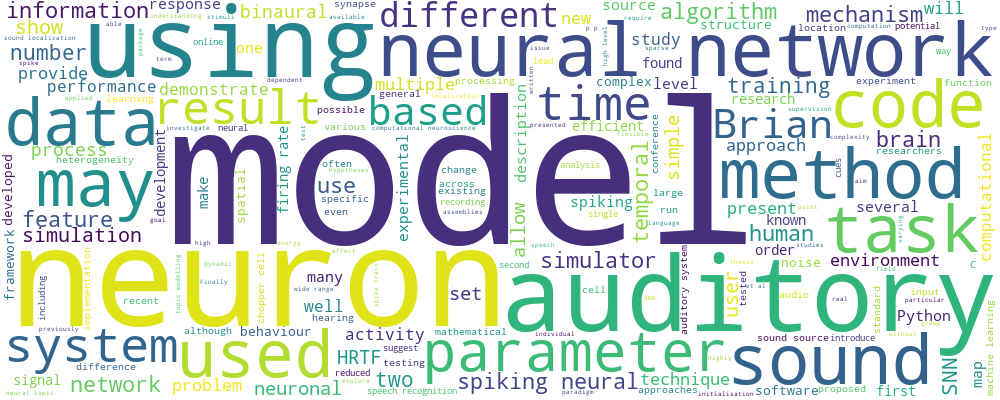 information
response
synapse
understanding
stimuli
available
able
sound localization
package
spike
online
term
show
binaural
one
using
different
source
algorithm
mechanism
will
new
structure
location
computation
potential
type
require
way
number
neural network
p p
issue
lead
high level
sparse
study
found
provide
performance
applied
learning
dependent
demonstrate
multiple
processing
general
localisation
written
complex
level
training
supervision
experiment
function
data
result
possible
based
time
research
code
process
investigate
neural
various
test
computational neuroscience
presented
efficient
flexible
Brian
approach
brain
complexity
researchers
heterogeneity
developed
may
development
goal
make
spatial
firing rate
model
often
hypotheses
change
across
use
specific
existing
recording
even
assemblies
experimental
description
allow
analysis
spiking
single
temporal
conference
simple
large
run
language
method
cues
aim
present
known
several
point
computational
feature
simulation
framework
including
implementation
high
energy
effect
dynamic
topic modelling
finally
chopper cell
wide range
spike train
neuron
many
speech
simulator
human
order
environment
studies
varying
task
C
recent
well
hearing
set
second
ANN
cell
auditory
auditory system
user
tested
thesis
et al
noise
audio
field
real
standard
input
particular
Python
group
without
machine learning
previously
although
behaviour
activity
mathematical
individual
sound source
introduce
system
difference
used
HRTF
suggest
testing
reduced
parameter
highly
sound
SNN
map
signal
network
problem
neuronal
explore
two
spiking neural
technique
software
proposed
first
neural topic
speech recognition
paradigm
approaches
initialisation